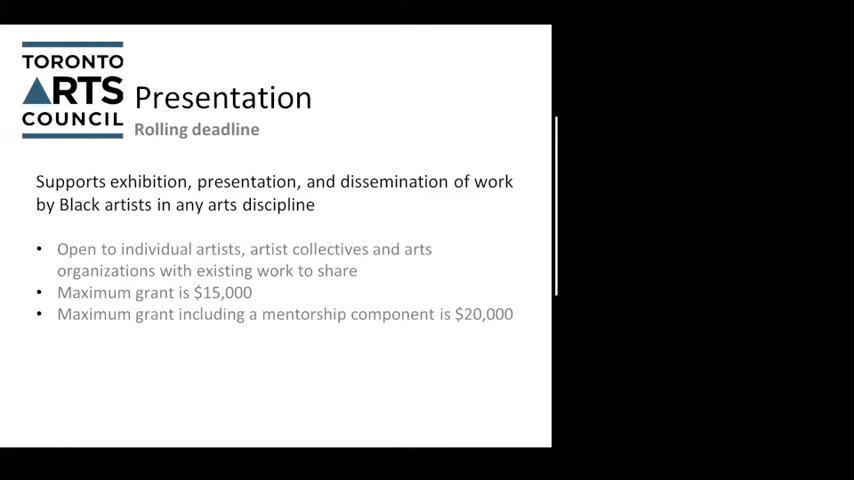 TORONTO
ARTS
COUNCIL
Presentation
Rolling deadline
Supports exhibition, presentation, and dissemination of work
by Black artists in any arts discipline
• Open to individual artists, artist collectives and arts
organizations with existing work to share
• Maximum grant is $15,000
• Maximum grant including a mentorship component is $20,000